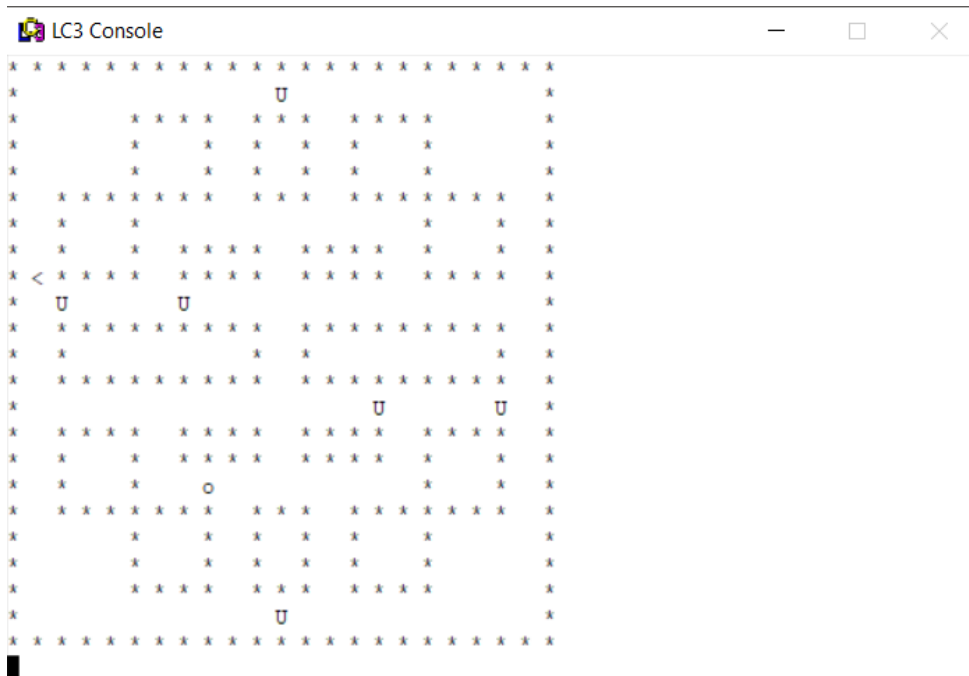 LC3 Console
* * * * * * * * * * * * * * * * * * * * * * *
*                     U                     *
*         * * * *   * * *   * * * *         *
*         *     *   *   *   *     *         *
*         *     *   *   *   *     *         *
*   * * * * * * *   * * *   * * * * * * *   *
*   *     *                       *     *   *
*   *     *   * * * *   * * * *   *     *   *
* < * * * *   * * * *   * * * *   * * * *   *
*   U         U                             *
*   * * * * * * * * *   * * * * * * * * *   *
*   *               *   *               *   *
*   * * * * * * * * *   * * * * * * * * *   *
*                             U         U   *
*   * * * *   * * * *   * * * *   * * * *   *
*   *     *   * * * *   * * * *   *     *   *
*   *     *     o                 *     *   *
*   * * * * * * *   * * *   * * * * * * *   *
*         *     *   *   *   *     *         *
*         *     *   *   *   *     *         *
*         * * * *   * * *   * * * *         *
*                     U                     *
* * * * * * * * * * * * * * * * * * * * * * *